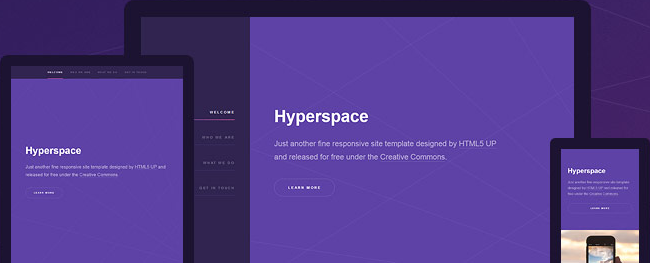 WELCOME WHO WE ARE WHAT WE DO GET IN TOUCH
Hyperspace
Just another fine responsive site template designed by HTML5 UP and
released for free under the Creative Commons.
LEARN MORE
WELCOME
WHO WE ARE
WHAT WE DO
GET IN TOUCH
Hyperspace
Just another fine responsive site template designed by HTML5 UP
and released for free under the Creative Commons.
LEARN MORE
Hyperspace
Just another fine responsive site template
designed by HTML5 UP and released for
free under the Creative Commons.
LEARN MORE